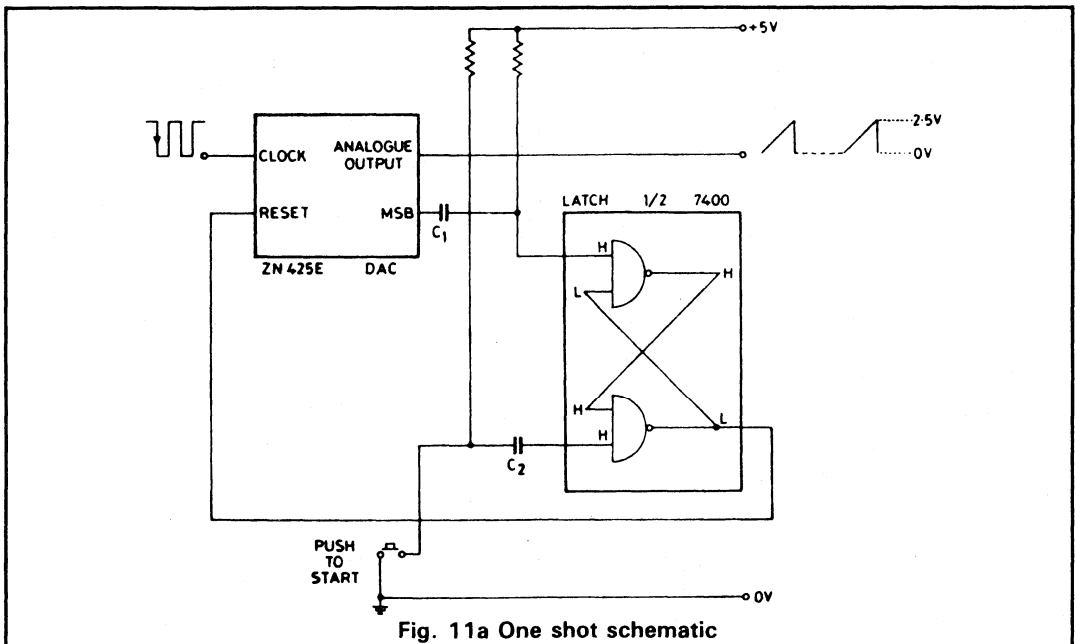 +5V
CLOCK
ANALOGUE
OUTPUT
2·5V
0V
RESET
MSB
C1
ZN 425E DAC
LATCH 1/2 7400
H
H
L
H
H
L
C2
PUSH
TO
START
0V
Fig. 11a One shot schematic